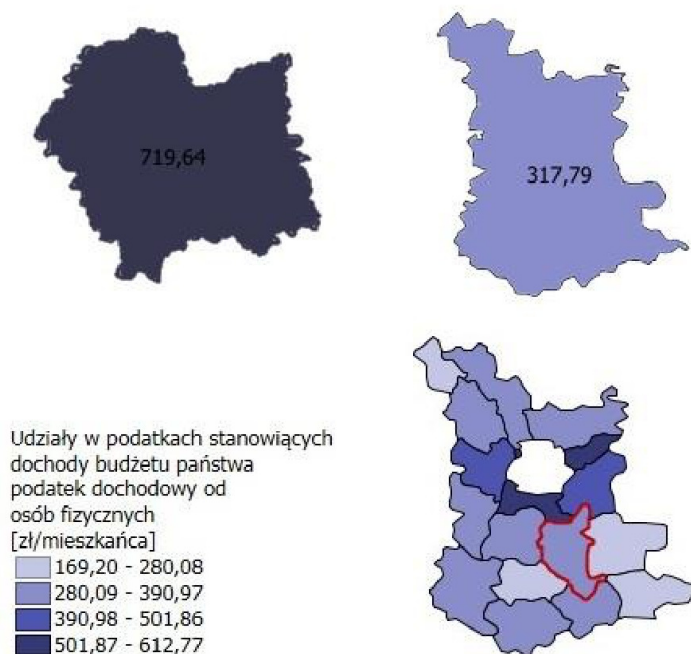 719,64
317,79
Udziały w podatkach stanowiących
dochody budżetu państwa
podatek dochodowy od
osób fizycznych
[zł/mieszkańca]
169,20 - 280,08
280,09 - 390,97
390,98 - 501,86
501,87 - 612,77